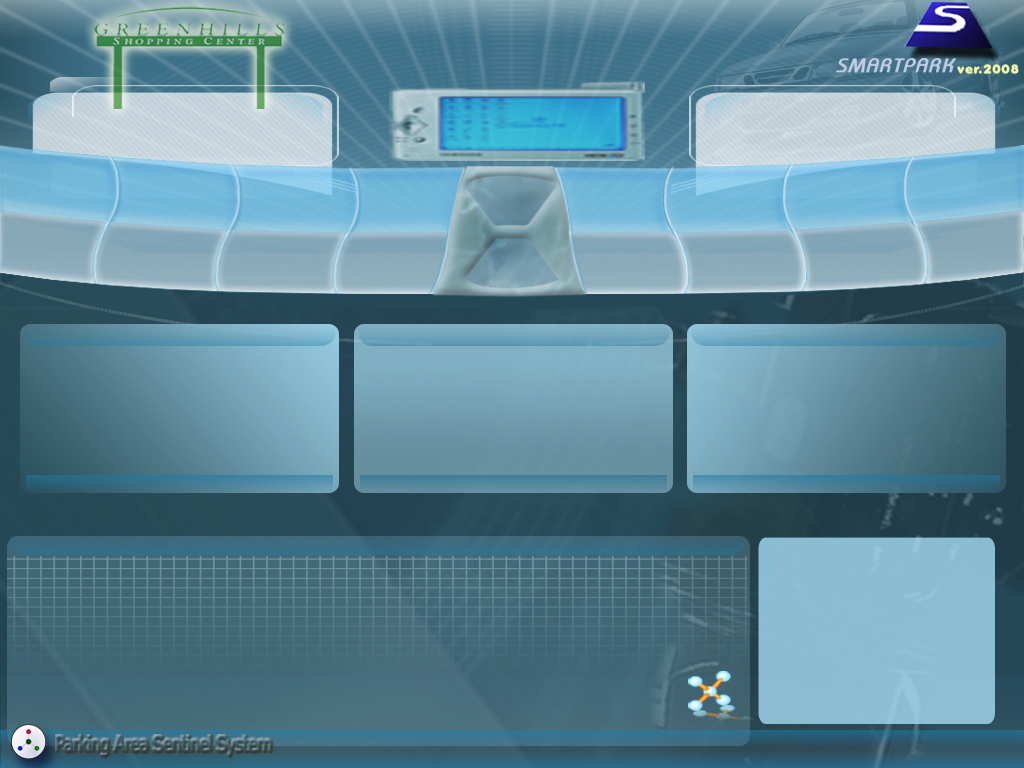 GREENHILLS
SHOPPING CENTER
S
SMARTPARK ver.2008
Parking Area Sentinel System